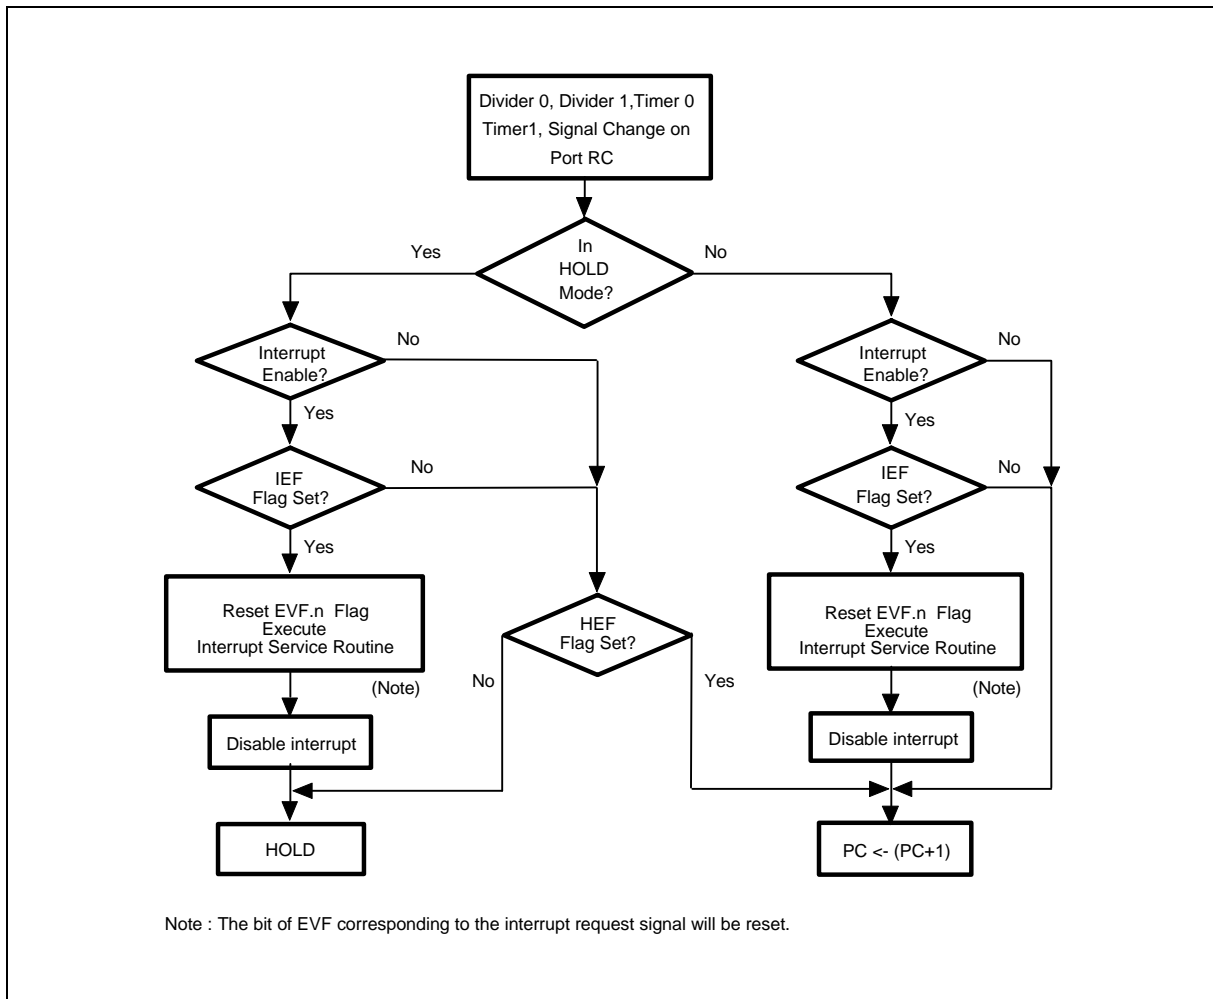 Divider 0, Divider 1,Timer 0
Timer1, Signal Change on
Port RC
In
HOLD
Mode?
Yes
No
Interrupt
Enable?
No
Yes
IEF
Flag Set?
No
Yes
Reset EVF.n Flag
Execute
Interrupt Service Routine
(Note)
Disable interrupt
HOLD
HEF
Flag Set?
No
Yes
Interrupt
Enable?
No
Yes
IEF
Flag Set?
No
Yes
Reset EVF.n Flag
Execute
Interrupt Service Routine
(Note)
Disable interrupt
PC <- (PC+1)
Note : The bit of EVF corresponding to the interrupt request signal will be reset.